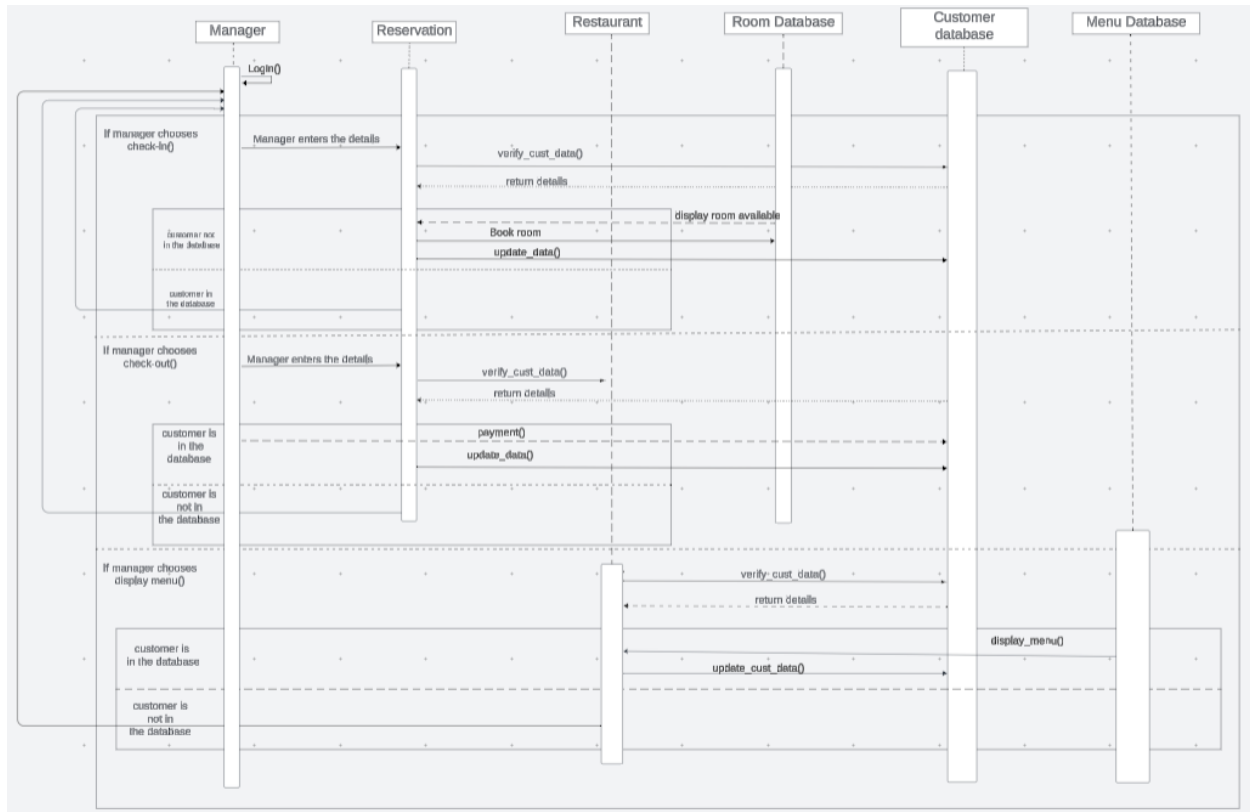 Manager
Reservation
Restaurant
Room Database
Customer
database
Menu Database
LogIn()
If manager chooses
check-in()
Manager enters the details
verify_cust_data()
return details
display room available
customer not
in the database
Book room
update_data()
customer in
the database
If manager chooses
check-out()
Manager enters the details
verify_cust_data()
return details
customer is
in the
database
payment()
update_data()
customer is
not in
the database
If manager chooses
display menu()
verify_cust_data()
return details
customer is
in the database
display_menu()
update_cust_data()
customer is
not in
the database